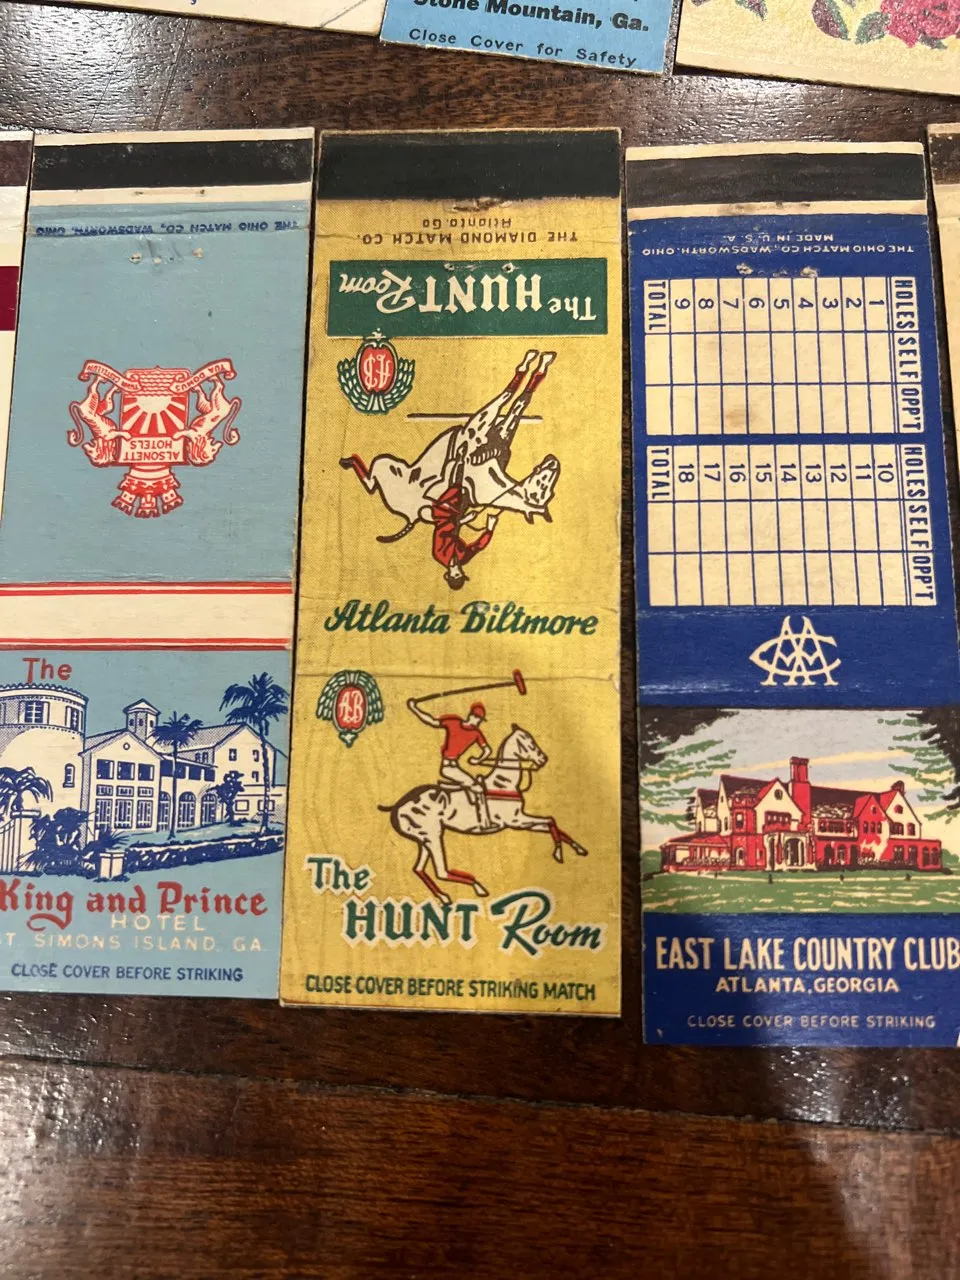 Stone Mountain, Ga.
Close Cover for Safety
THE OHIO MATCH CO., WADSWORTH, OHIO
ALSONETT
HOTELS
The
King and Prince
HOTEL
ST. SIMONS ISLAND, GA.
CLOSE COVER BEFORE STRIKING
THE DIAMOND MATCH CO.
Atlanta, Ga
The HUNT Room
AB
Atlanta Biltmore
AB
The
HUNT Room
CLOSE COVER BEFORE STRIKING MATCH
THE OHIO MATCH CO., WADSWORTH, OHIO
MADE IN U. S. A.
HOLES SELF OPP'T
1
2
3
4
5
6
7
8
9
TOTAL
HOLES SELF OPP'T
10
11
12
13
14
15
16
17
18
TOTAL
EAST LAKE COUNTRY CLUB
ATLANTA, GEORGIA
CLOSE COVER BEFORE STRIKING